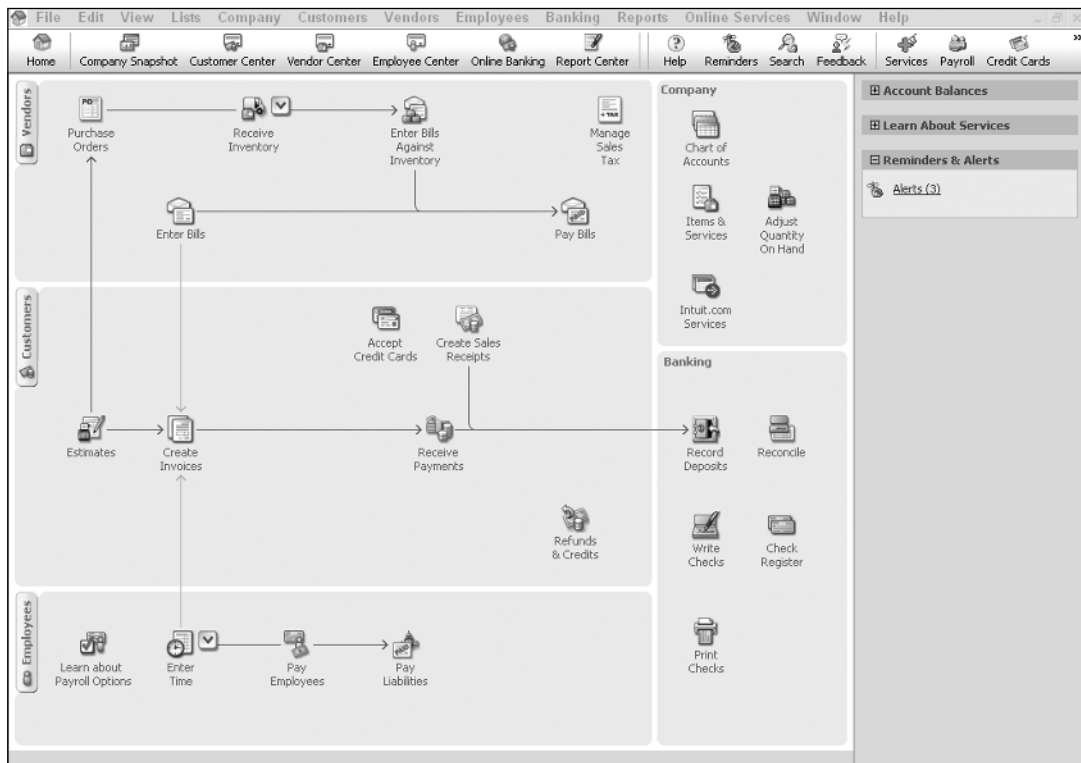 File Edit View Lists Company Customers Vendors Employees Banking Reports Online Services Window Help
Home Company Snapshot Customer Center Vendor Center Employee Center Online Banking Report Center Help Reminders Search Feedback Services Payroll Credit Cards
Vendors
PO
Purchase
Orders
Receive
Inventory
Enter Bills
Against
Inventory
+ TAX
Manage
Sales
Tax
Enter Bills
Pay Bills
Customers
Accept
Credit Cards
Create Sales
Receipts
Estimates
Create
Invoices
Receive
Payments
Refunds
& Credits
Employees
Learn about
Payroll Options
Enter
Time
Pay
Employees
Pay
Liabilities
Company
Chart of
Accounts
Items &
Services
Adjust
Quantity
On Hand
Intuit.com
Services
Banking
Record
Deposits
Reconcile
Write
Checks
Check
Register
Print
Checks
Account Balances
Learn About Services
Reminders & Alerts
Alerts (3)